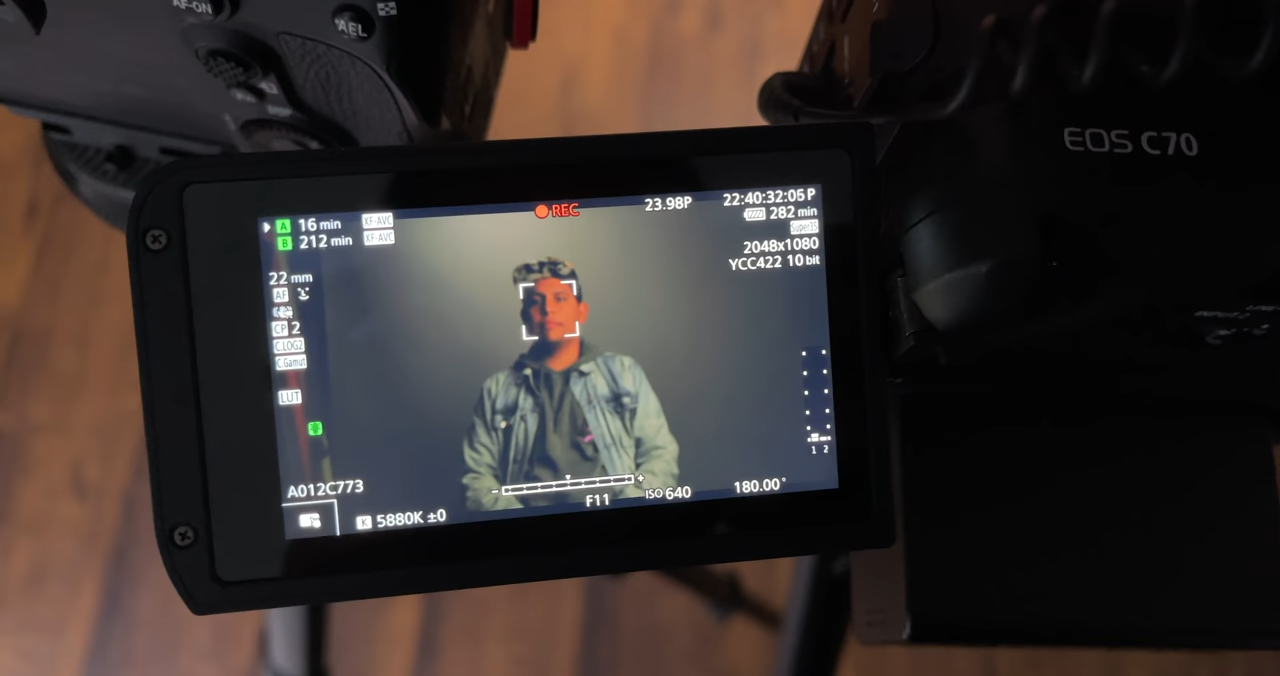 AF-ON
AEL
EOS C70
REC
23.98P
22:40:32:05 P
A 16 min XF-AVC
282 min
B 212 min XF-AVC
Super35
2048x1080
YCC422 10 bit
22 mm
AF
CP 2
C.LOG2
C.Gamut
LUT
1 2
A012C773
- +
F11
ISO 640
180.00°
K 5880K ±0